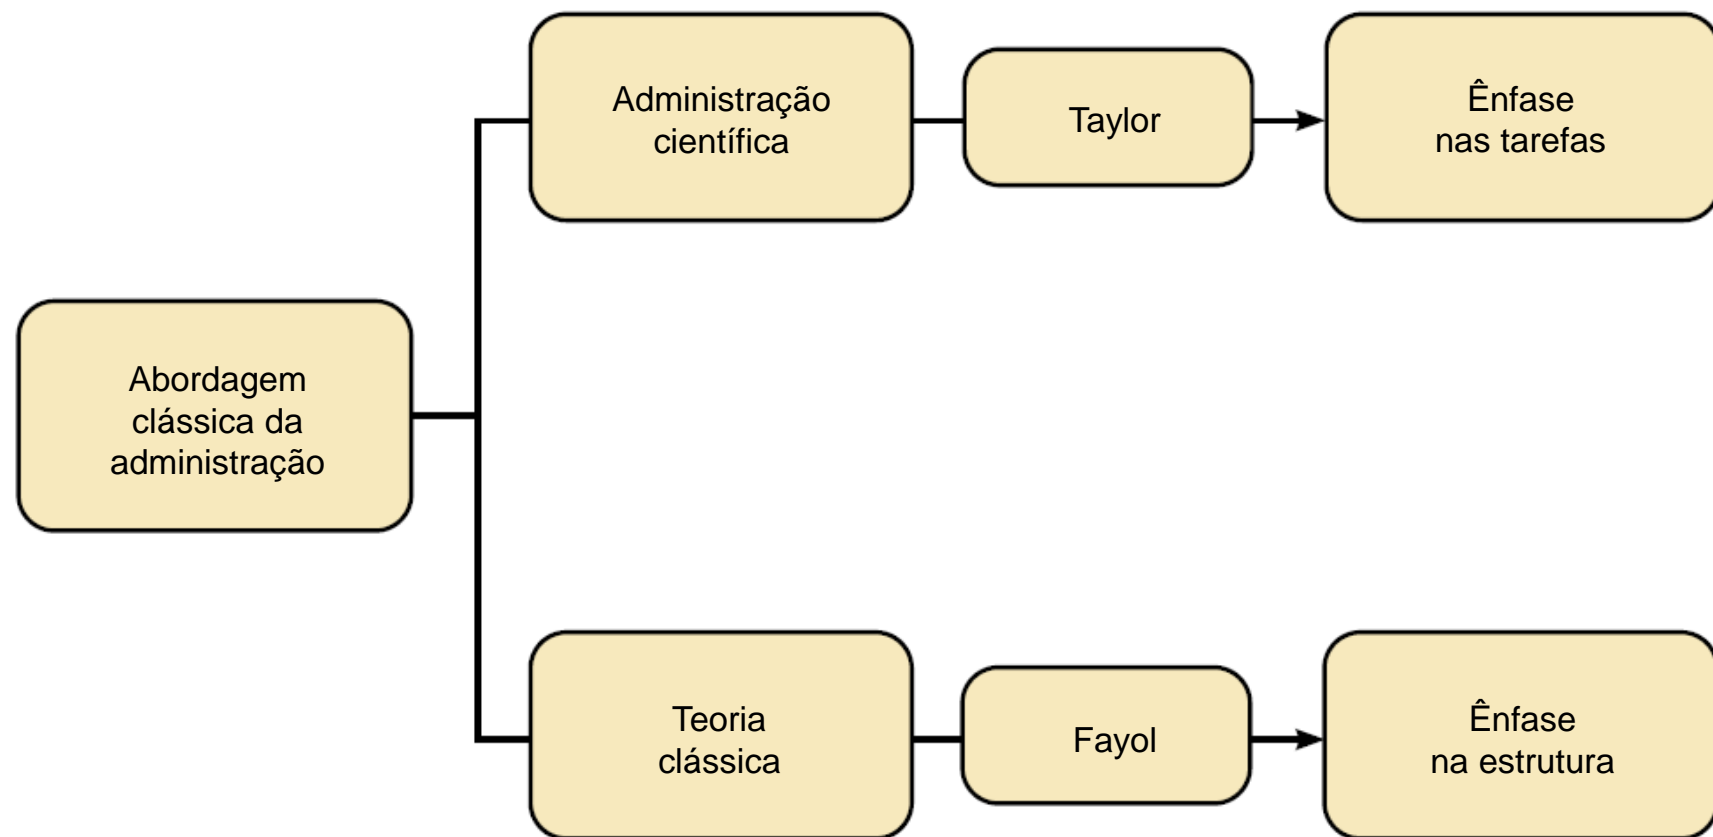 Administração
científica
Taylor
Ênfase
nas tarefas
Abordagem
clássica da
administração
Teoria
clássica
Fayol
Ênfase
na estrutura